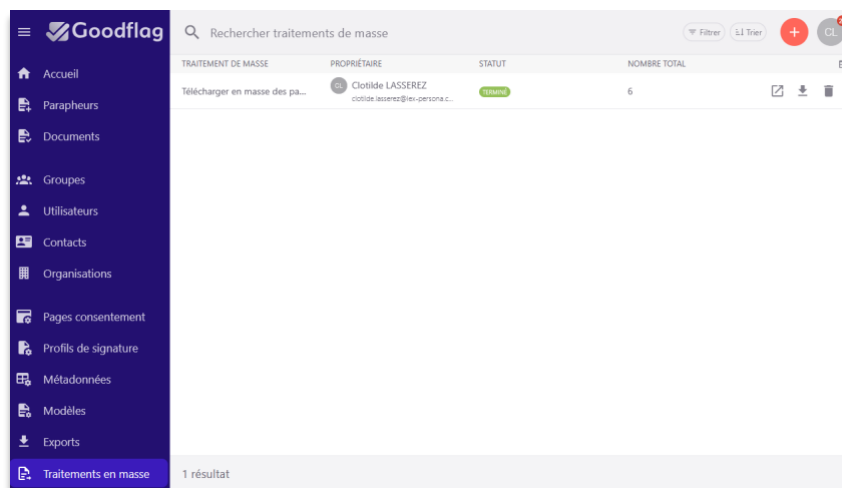 Goodflag
Rechercher traitements de masse
Filtrer
Trier
CL
Accueil
Parapheurs
Documents
Groupes
Utilisateurs
Contacts
Organisations
Pages consentement
Profils de signature
Métadonnées
Modèles
Exports
Traitements en masse
TRAITEMENT DE MASSE PROPRIÉTAIRE STATUT NOMBRE TOTAL
Télécharger en masse des pa... CL Clotilde LASSEREZ TERMINÉ 6
clotilde.lasserez@lex-persona.c...
1 résultat